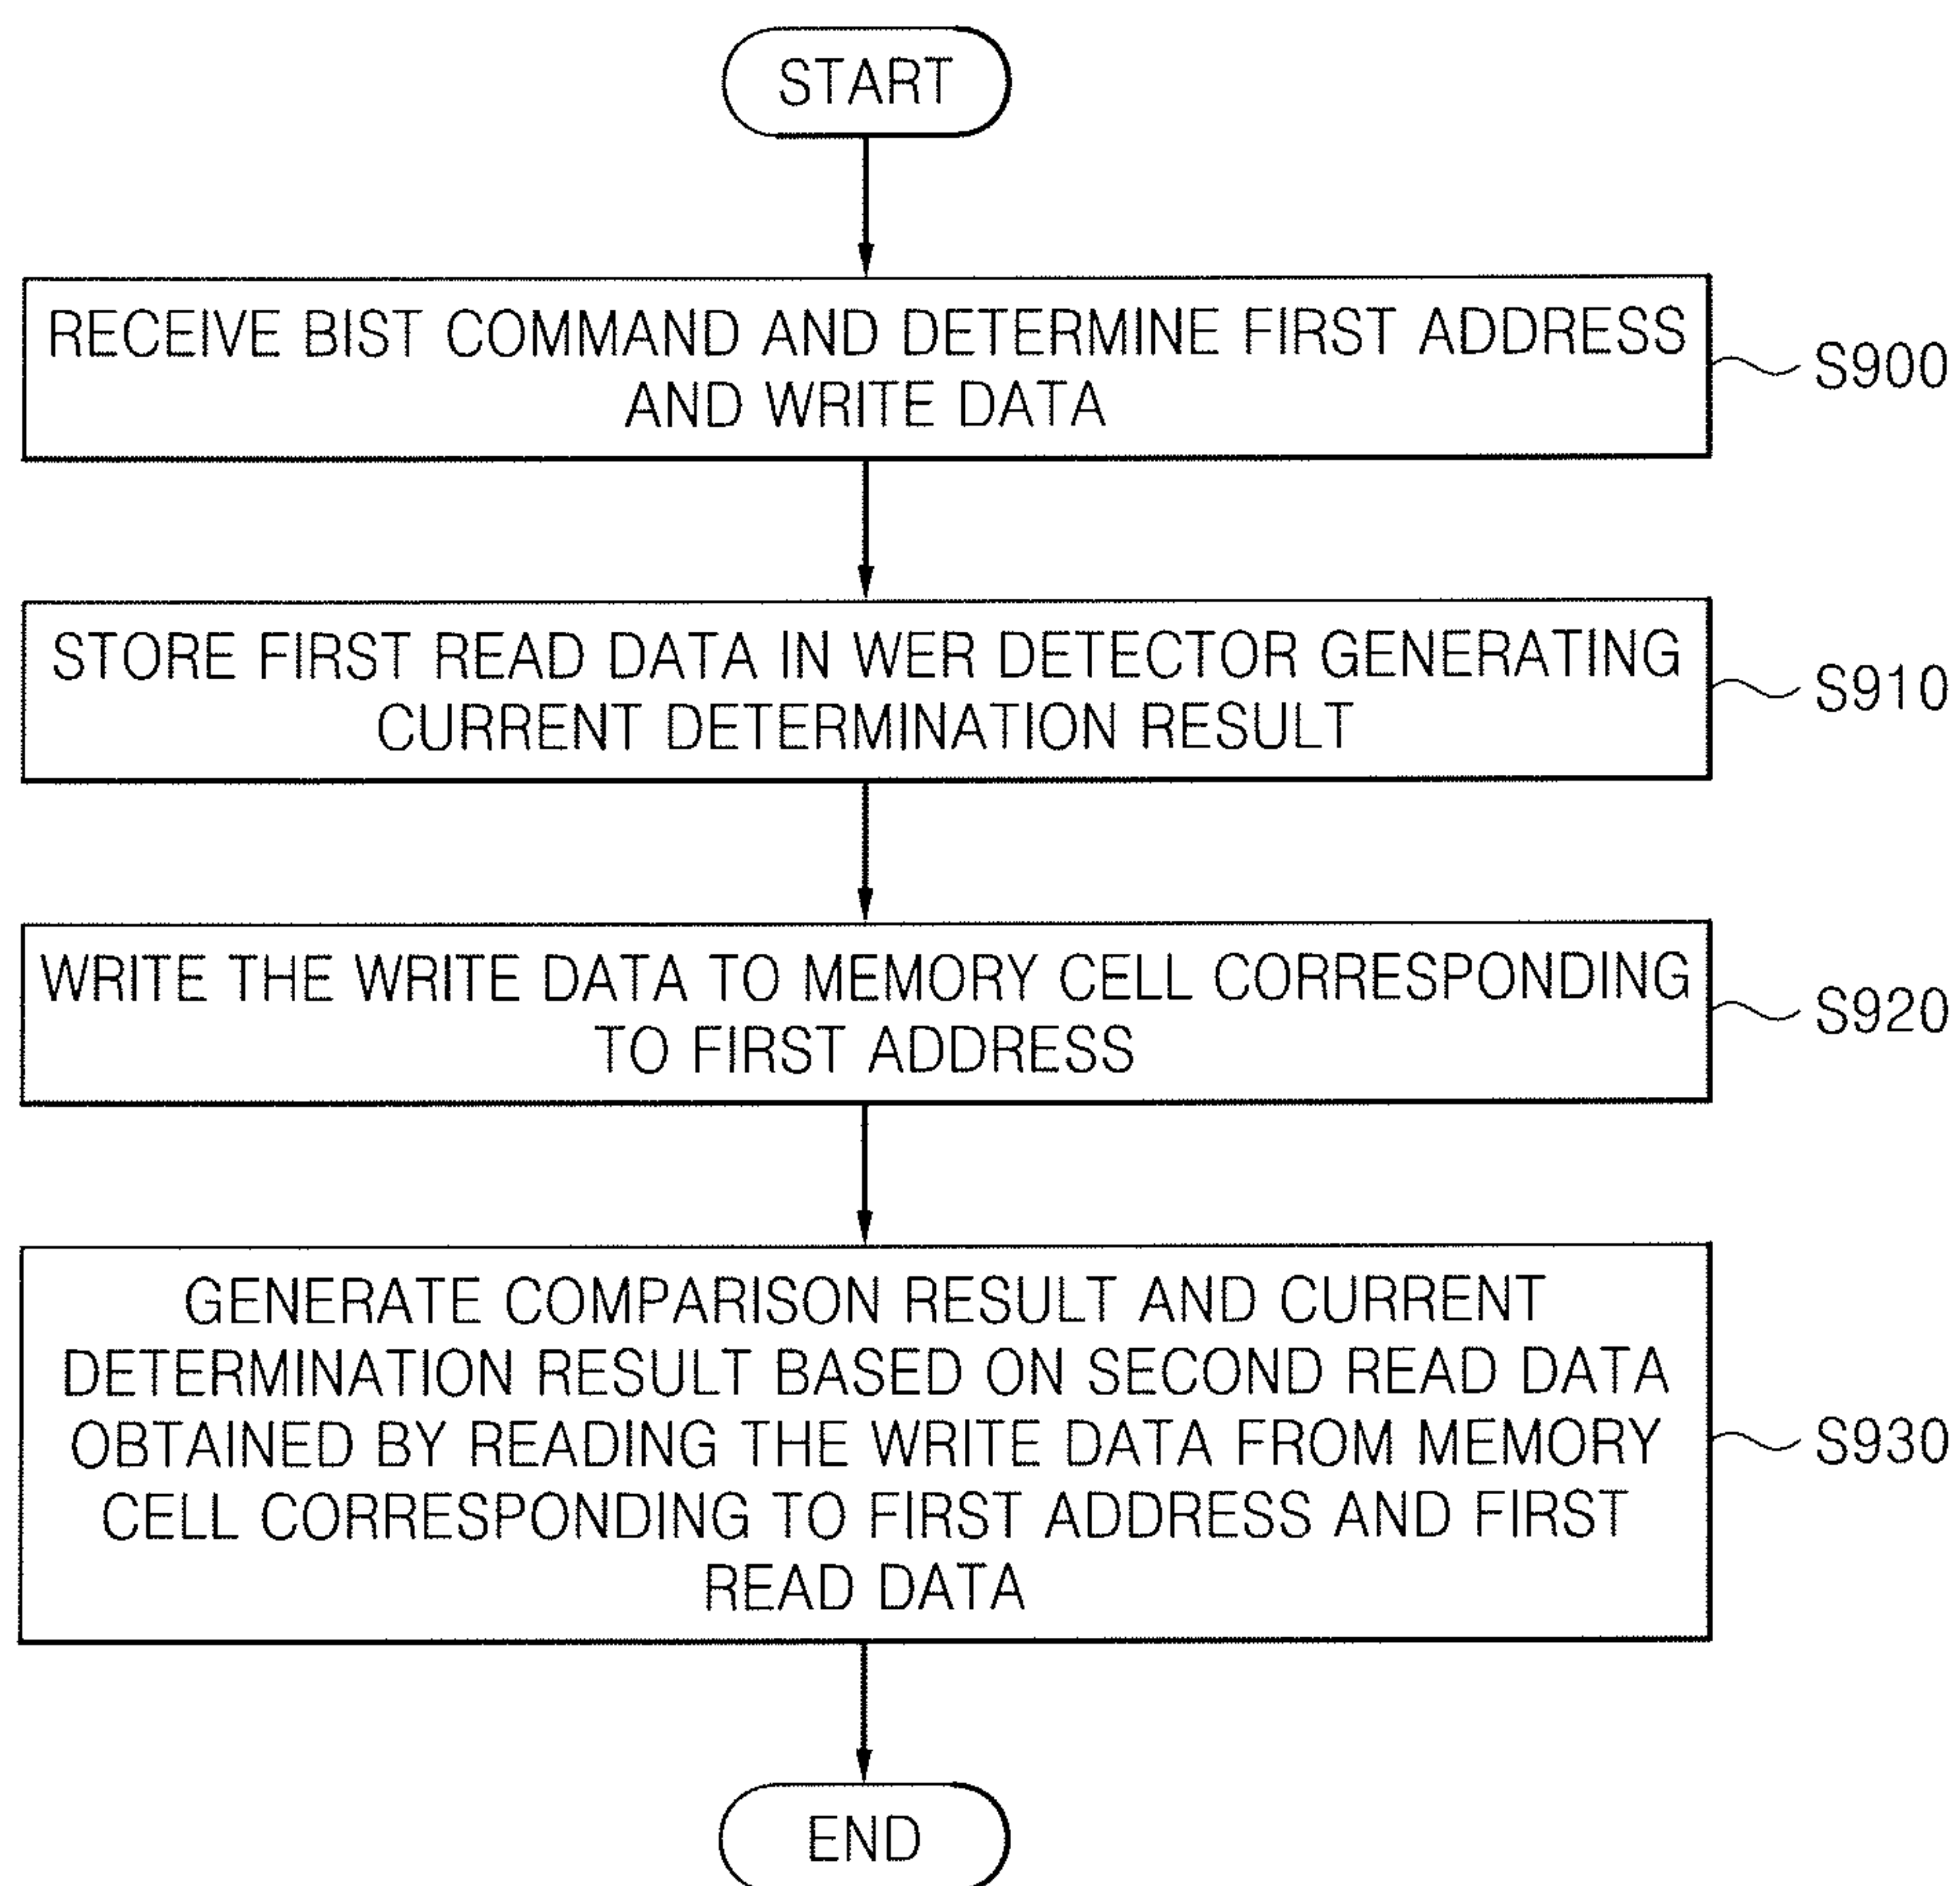 START
RECEIVE BIST COMMAND AND DETERMINE FIRST ADDRESS
AND WRITE DATA
S900
STORE FIRST READ DATA IN WER DETECTOR GENERATING
CURRENT DETERMINATION RESULT
S910
WRITE THE WRITE DATA TO MEMORY CELL CORRESPONDING
TO FIRST ADDRESS
S920
GENERATE COMPARISON RESULT AND CURRENT
DETERMINATION RESULT BASED ON SECOND READ DATA
OBTAINED BY READING THE WRITE DATA FROM MEMORY
CELL CORRESPONDING TO FIRST ADDRESS AND FIRST
READ DATA
S930
END